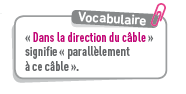 Vocabulaire
« Dans la direction du câble »
signifie « parallèlement
à ce câble ».